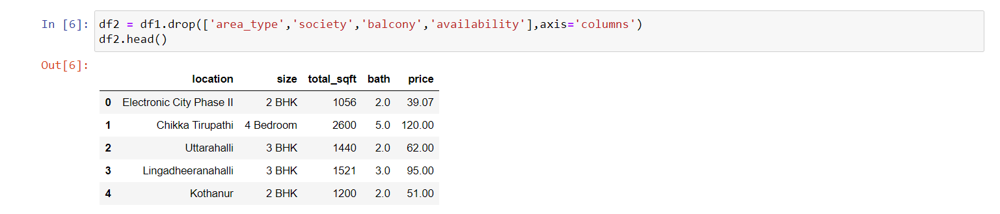 In [6]: df2 = df1.drop(['area_type','society','balcony','availability'],axis='columns')
df2.head()
Out[6]:
location size total_sqft bath price
0 Electronic City Phase II 2 BHK 1056 2.0 39.07
1 Chikka Tirupathi 4 Bedroom 2600 5.0 120.00
2 Uttarahalli 3 BHK 1440 2.0 62.00
3 Lingadheeranahalli 3 BHK 1521 3.0 95.00
4 Kothanur 2 BHK 1200 2.0 51.00